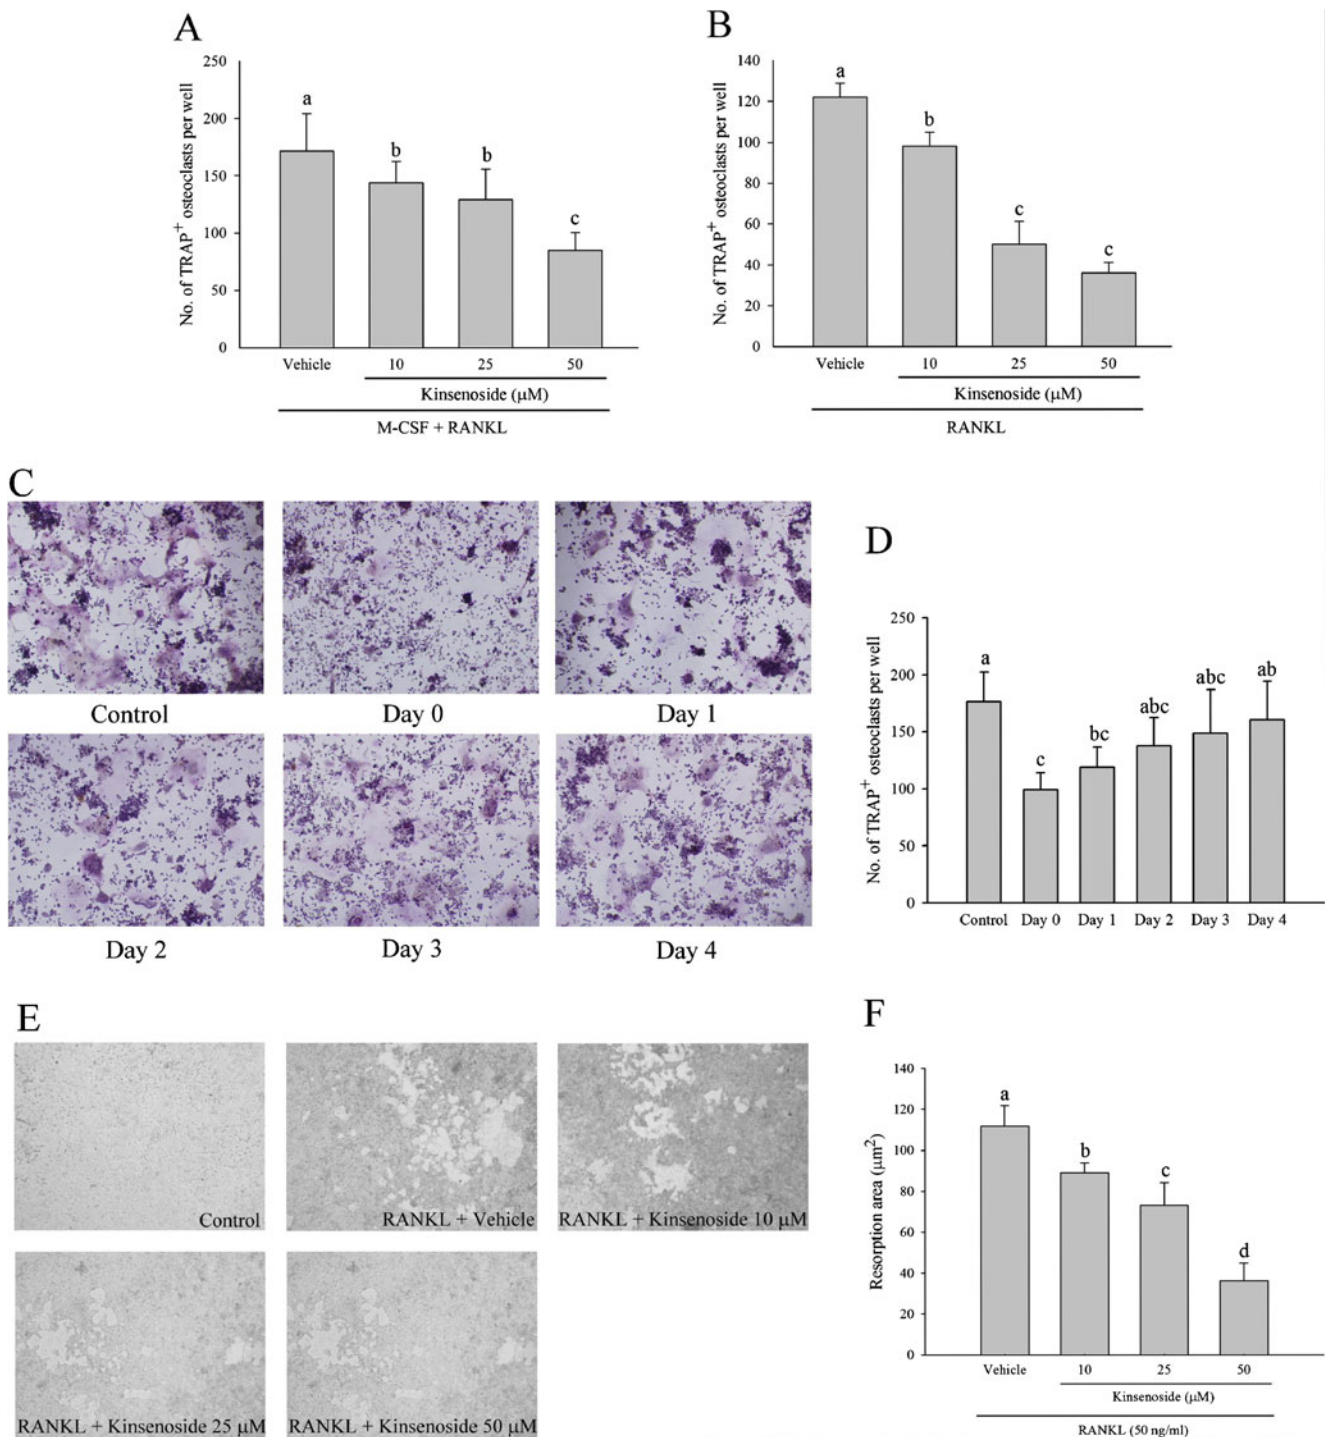 A
No. of TRAP+ osteoclasts per well
250
200
150
100
50
0
a
b
b
c
Vehicle 10 25 50
Kinsenoside (μM)
M-CSF + RANKL
B
No. of TRAP+ osteoclasts per well
140
120
100
80
60
40
20
0
a
b
c
c
Vehicle 10 25 50
Kinsenoside (μM)
RANKL
C
Control Day 0 Day 1
Day 2 Day 3 Day 4
D
No. of TRAP+ osteoclasts per well
250
200
150
100
50
0
a
c
bc
abc
abc
ab
Control Day 0 Day 1 Day 2 Day 3 Day 4
E
Control
RANKL + Vehicle
RANKL + Kinsenoside 10 μM
RANKL + Kinsenoside 25 μM
RANKL + Kinsenoside 50 μM
F
Resorption area (μm²)
140
120
100
80
60
40
20
0
a
b
c
d
Vehicle 10 25 50
Kinsenoside (μM)
RANKL (50 ng/ml)